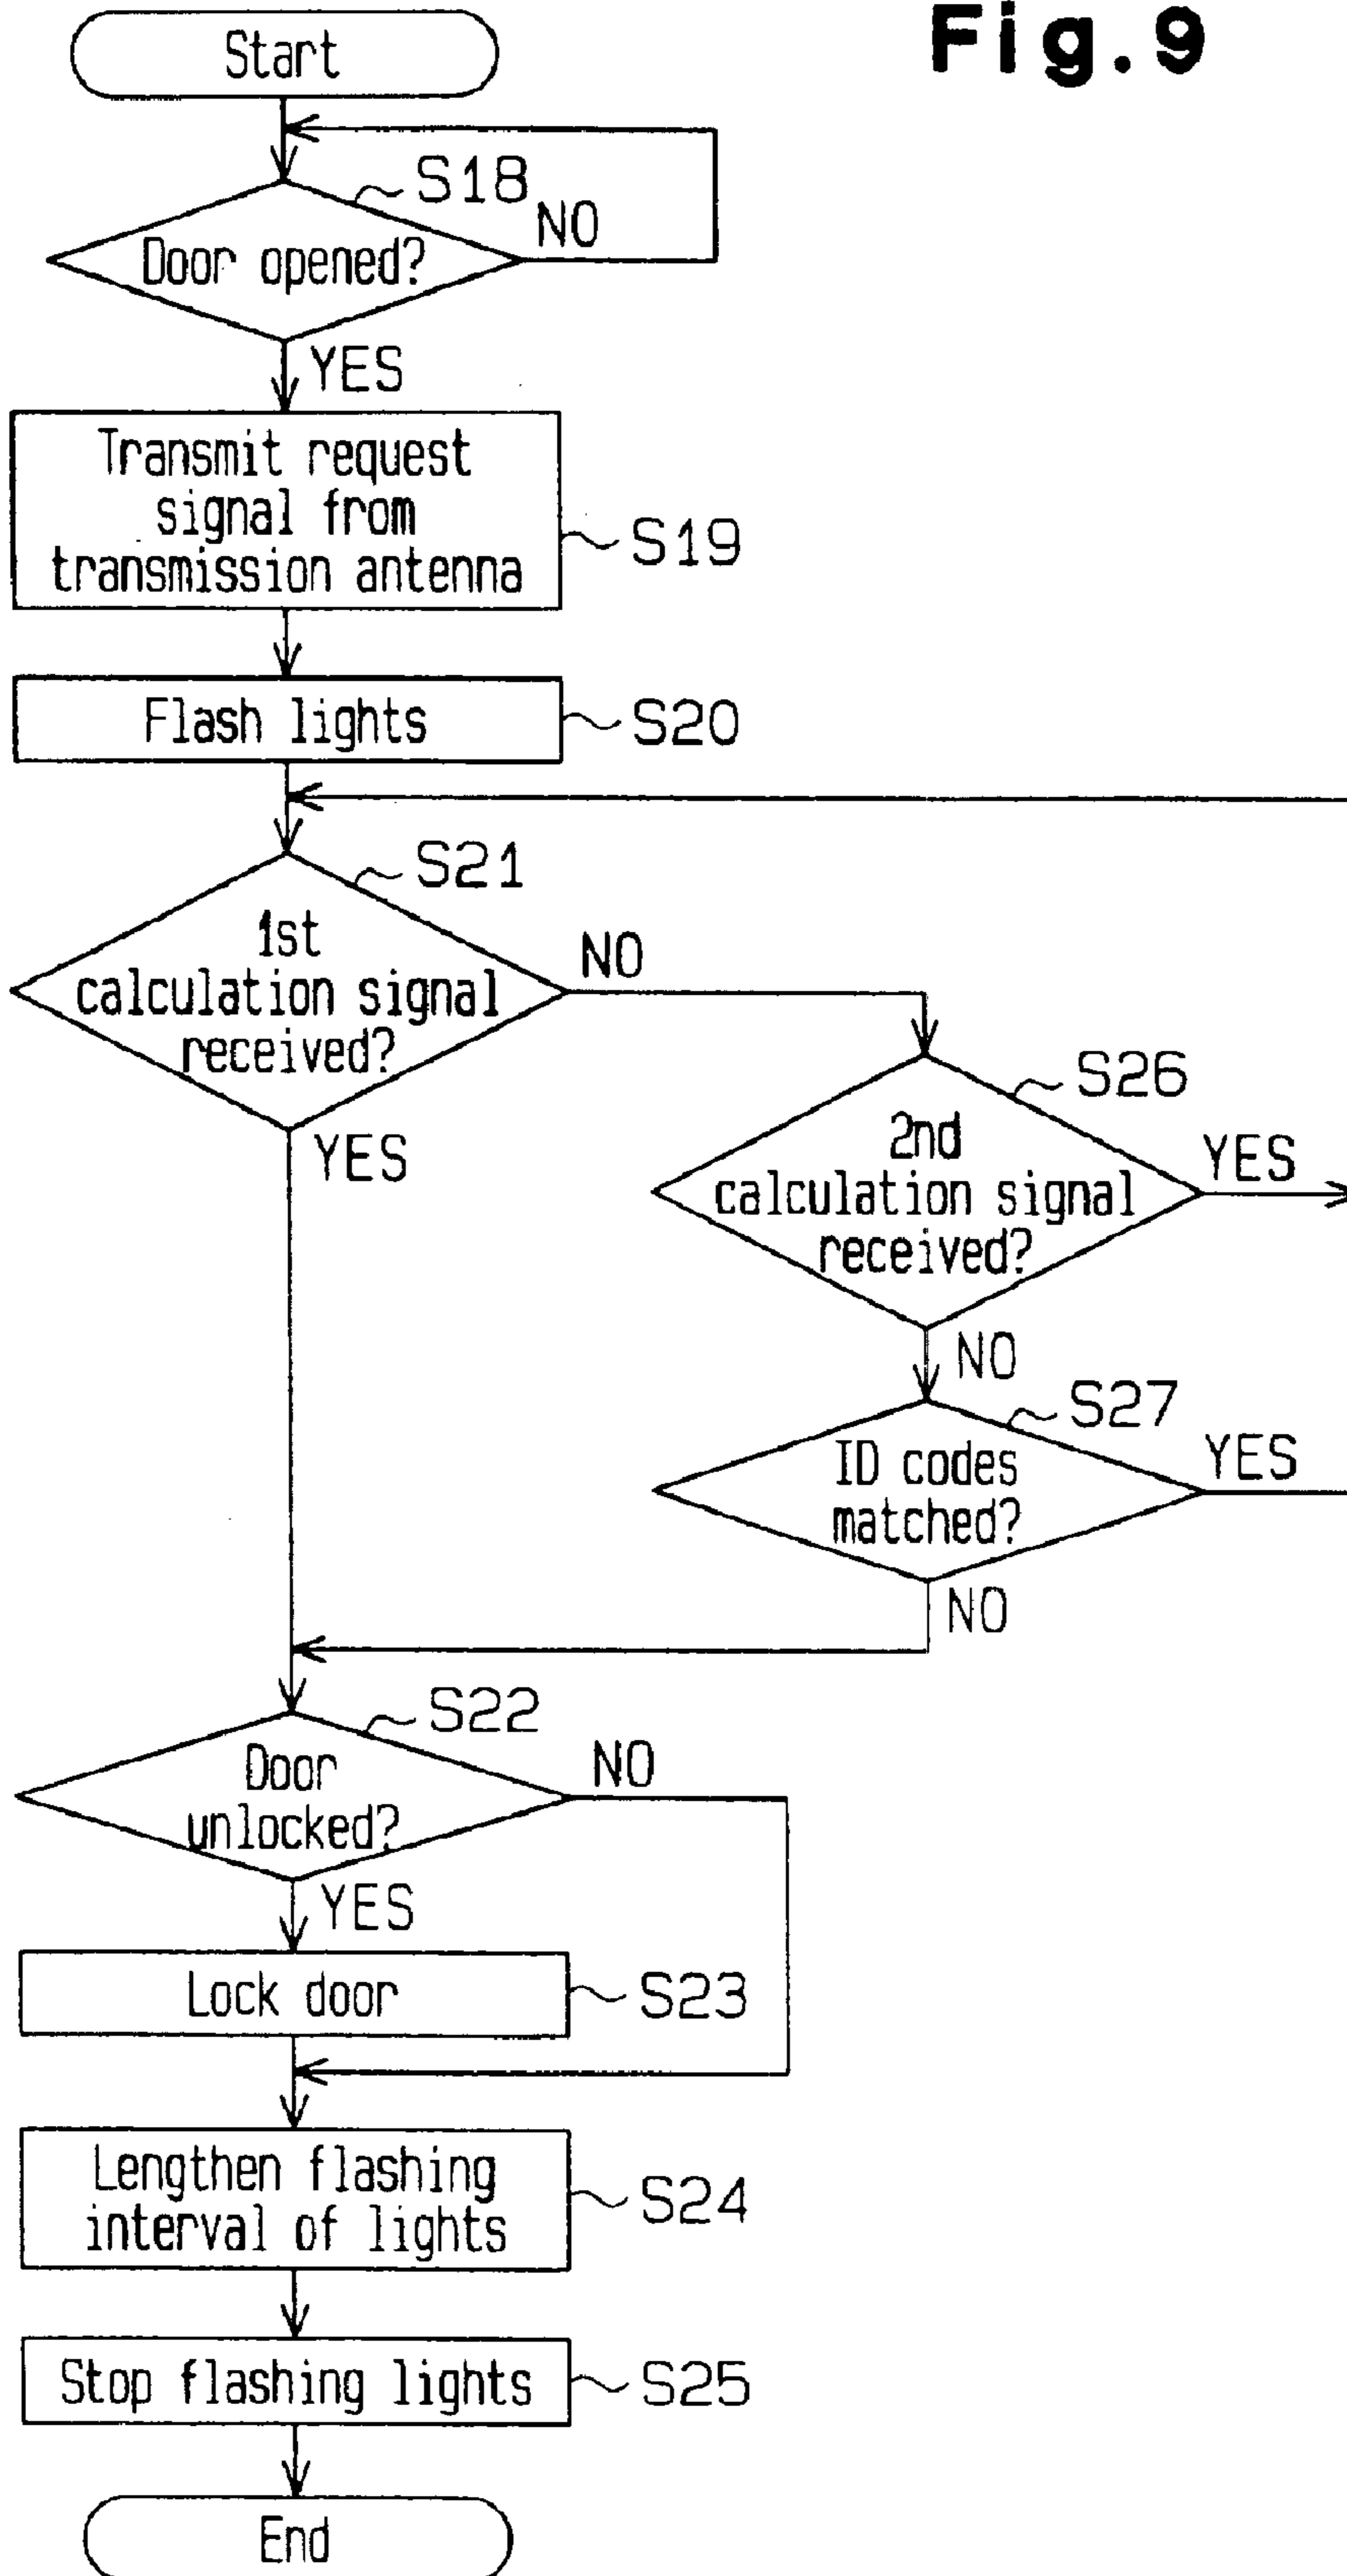 Fig. 9
Start
S18
Door opened?
NO
YES
Transmit request
signal from
transmission antenna
S19
Flash lights
S20
S21
1st
calculation signal
received?
NO
YES
S26
2nd
calculation signal
received?
YES
NO
S27
ID codes
matched?
YES
NO
S22
Door
unlocked?
NO
YES
Lock door
S23
Lengthen flashing
interval of lights
S24
Stop flashing lights
S25
End